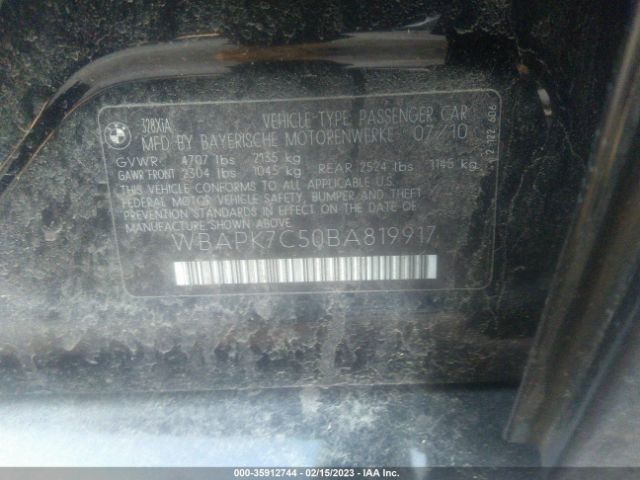 BMW
328XiA
VEHICLE TYPE PASSENGER CAR
MFD BY BAYERISCHE MOTORENWERKE 07/10
GVWR: 4707 lbs 2135 kg
GAWR FRONT 2304 lbs 1045 kg REAR 2524 lbs 1145 kg
THIS VEHICLE CONFORMS TO ALL APPLICABLE U.S.
FEDERAL MOTOR VEHICLE SAFETY, BUMPER AND THEFT
PREVENTION STANDARDS IN EFFECT ON THE DATE OF
MANUFACTURE SHOWN ABOVE
WBAPK7C50BA819917
000-35912744 - 02/15/2023 - IAA Inc.